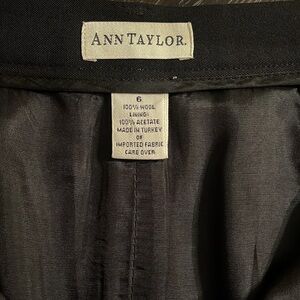 ANN TAYLOR.
6
100% WOOL
LINING:
100% ACETATE
MADE IN TURKEY
OF
IMPORTED FABRIC
CARE OVER